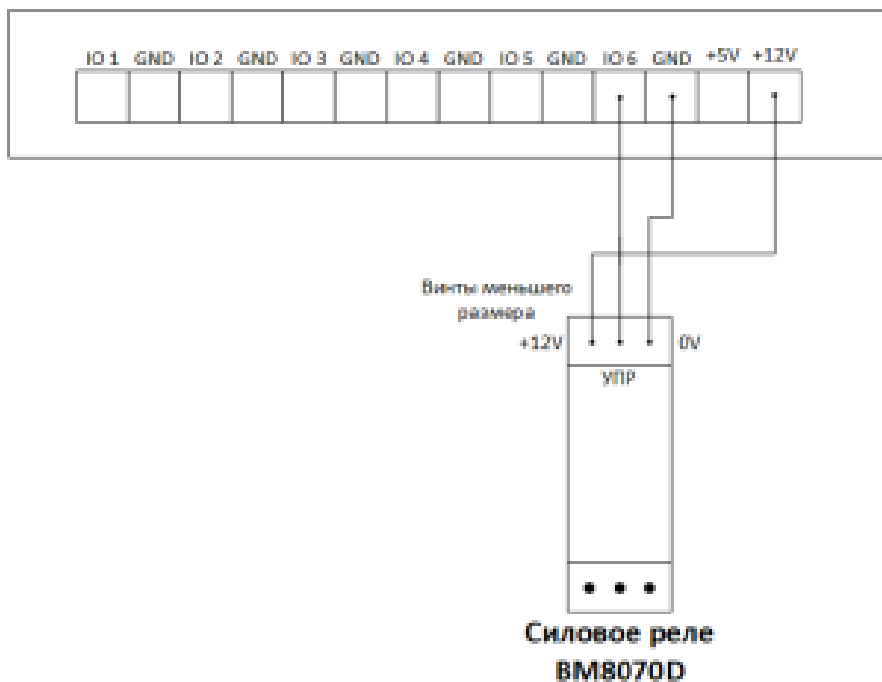 IO 1 GND IO 2 GND IO 3 GND IO 4 GND IO 5 GND IO 6 GND +5V +12V
Винты меньшего
размера
+12V 0V
УПР
Силовое реле
BM8070D